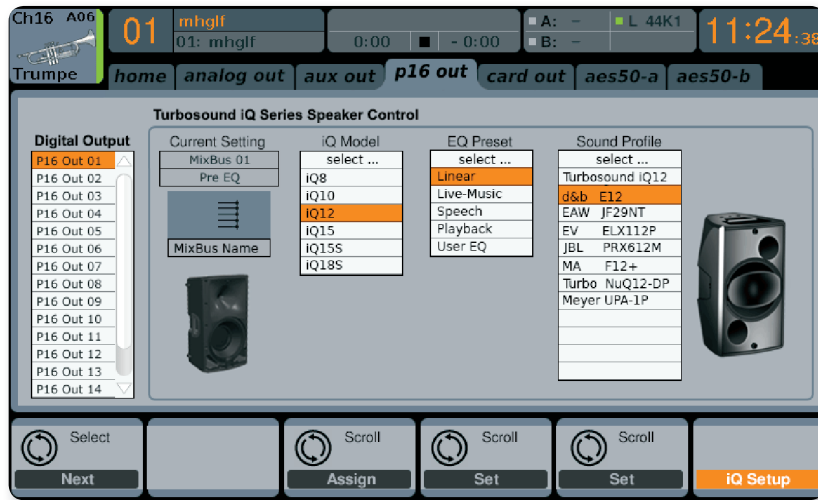 Ch16 A06
Trumpe
01
mhglf
01: mhglf
0:00 - 0:00
A: -
B: -
L 44K1
11:24:38
home analog out aux out p16 out card out aes50-a aes50-b
Turbosound iQ Series Speaker Control
Digital Output
P16 Out 01
P16 Out 02
P16 Out 03
P16 Out 04
P16 Out 05
P16 Out 06
P16 Out 07
P16 Out 08
P16 Out 09
P16 Out 10
P16 Out 11
P16 Out 12
P16 Out 13
P16 Out 14
Current Setting
MixBus 01
Pre EQ
MixBus Name
iQ Model
select ...
iQ8
iQ10
iQ12
iQ15
iQ15S
iQ18S
EQ Preset
select ...
Linear
Live-Music
Speech
Playback
User EQ
Sound Profile
select ...
Turbosound iQ12
d&b E12
EAW JF29NT
EV ELX112P
JBL PRX612M
MA F12+
Turbo NuQ12-DP
Meyer UPA-1P
Select
Next
Scroll
Assign
Scroll
Set
Scroll
Set
iQ Setup